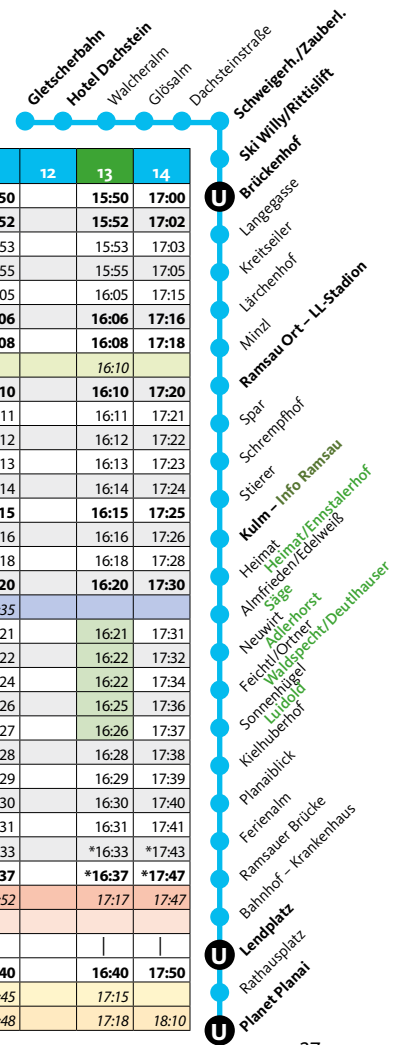 Gletscherbahn
Hotel Dachstein
Walcheralm
Glösalm
Dachsteinstraße
Schweigerh./Zauberl.
Ski Willy/Rittislift
U Brückenhof
Langegasse
Kreitseiler
Lärchenhof
Minzl
Ramsau Ort – LL-Stadion
Spar
Schrempfhof
Stierer
Kulm – Info Ramsau
Heimat
Heimat/Ennstalerhof
Almfrieden/Edelweiß
Säge
Neuwirt
Adlerhorst
Feichtl/Ortner
Waldspecht/Deutlhauser
Sonnenhügel
Luidold
Kielhuberhof
Planaiblick
Ferienalm
Ramsauer Brücke
Bahnhof – Krankenhaus
U Lendplatz
Rathausplatz
U Planet Planai
12 13 14
50 15:50 17:00
52 15:52 17:02
53 15:53 17:03
55 15:55 17:05
05 16:05 17:15
06 16:06 17:16
08 16:08 17:18
16:10
10 16:10 17:20
11 16:11 17:21
12 16:12 17:22
13 16:13 17:23
14 16:14 17:24
15 16:15 17:25
16 16:16 17:26
18 16:18 17:28
20 16:20 17:30
35
21 16:21 17:31
22 16:22 17:32
24 16:22 17:34
26 16:25 17:36
27 16:26 17:37
28 16:28 17:38
29 16:29 17:39
30 16:30 17:40
31 16:31 17:41
33 *16:33 *17:43
37 *16:37 *17:47
52 17:17 17:47
| |
40 16:40 17:50
45 17:15
48 17:18 18:10